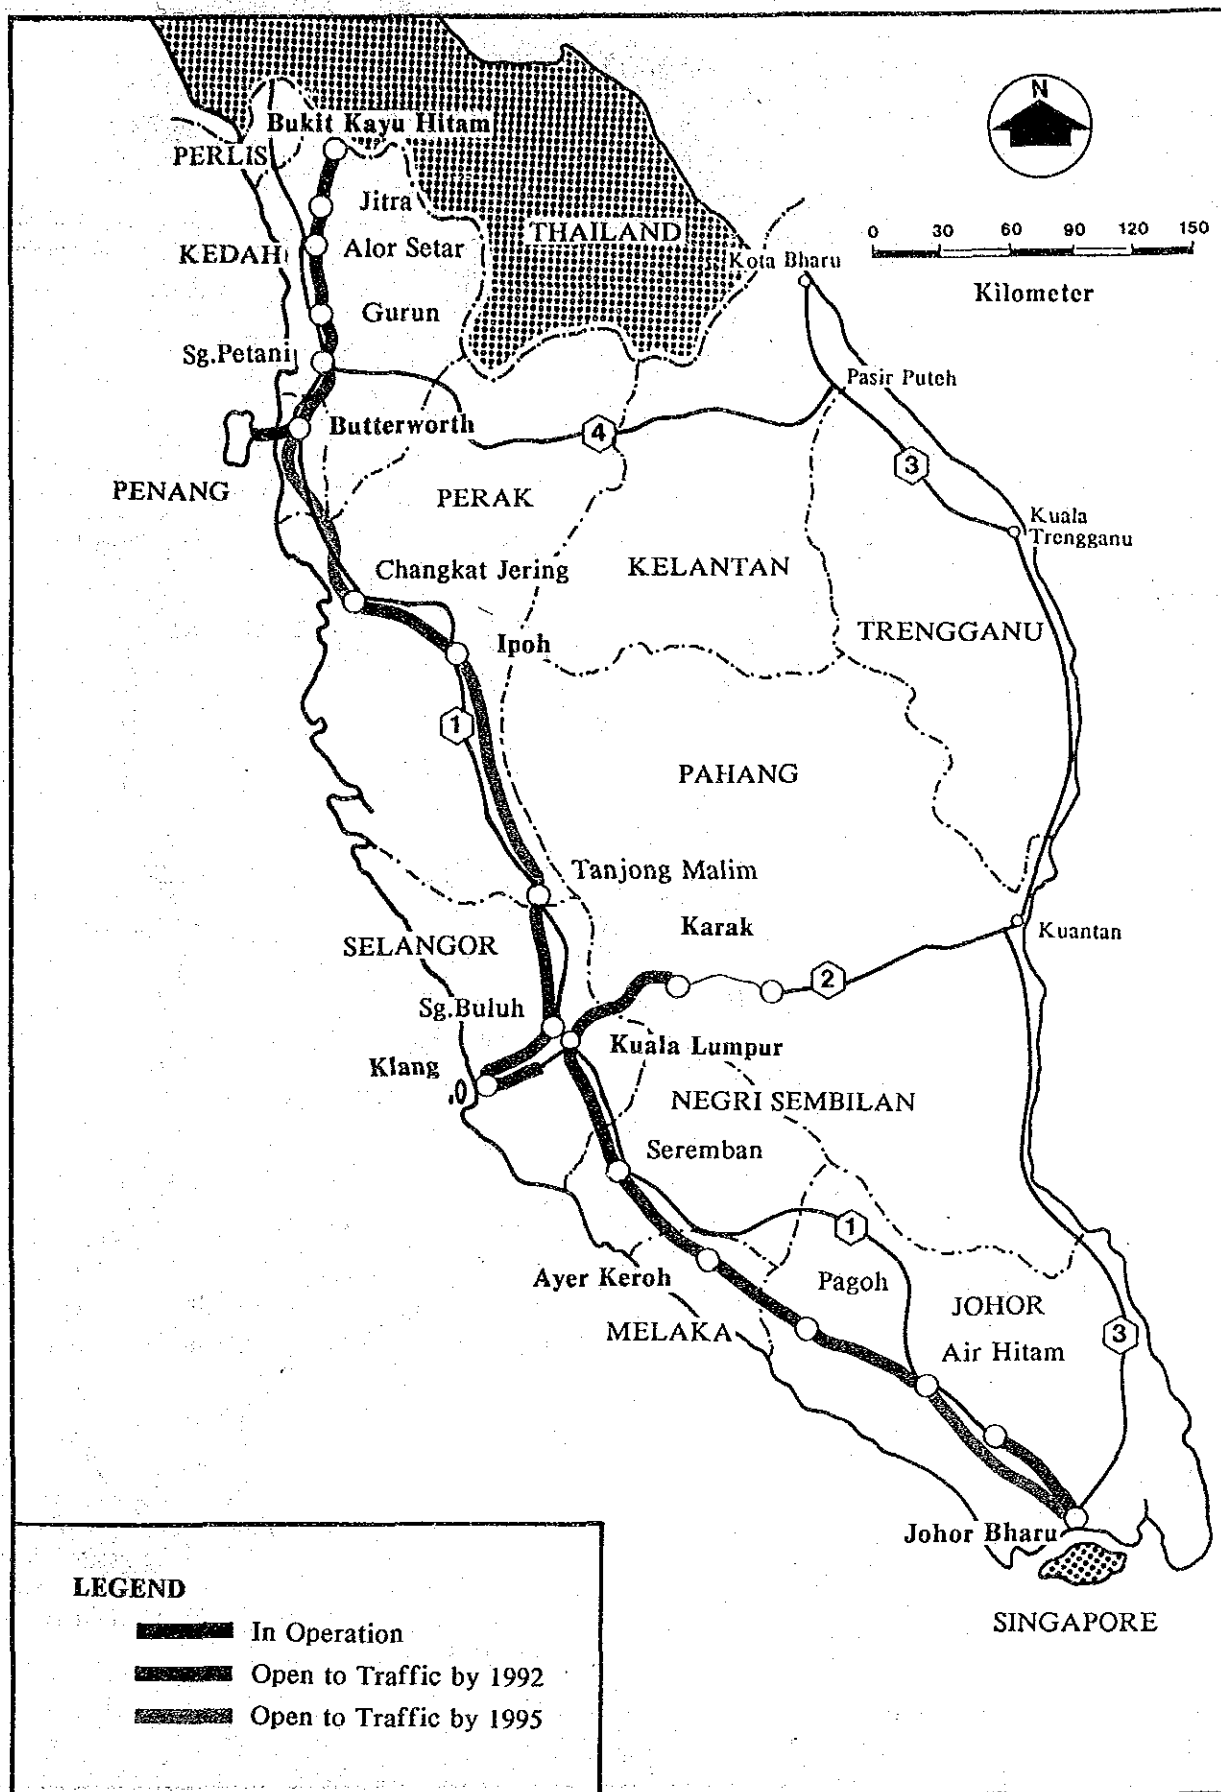 N
Bukit Kayu Hitam
PERLIS
Jitra
THAILAND
0 30 60 90 120 150
Kilometer
KEDAH
Alor Setar
Kota Bharu
Gurun
Sg.Petani
Pasir Puteh
Butterworth
4
3
PENANG
PERAK
Kuala
Trengganu
Changkat Jering
KELANTAN
TRENGGANU
Ipoh
1
PAHANG
Tanjong Malim
Karak
SELANGOR
Kuantan
2
Sg.Buluh
Kuala Lumpur
Klang
NEGRI SEMBILAN
Seremban
1
Ayer Keroh
Pagoh
JOHOR
MELAKA
Air Hitam
3
Johor Bharu
SINGAPORE
LEGEND
In Operation
Open to Traffic by 1992
Open to Traffic by 1995